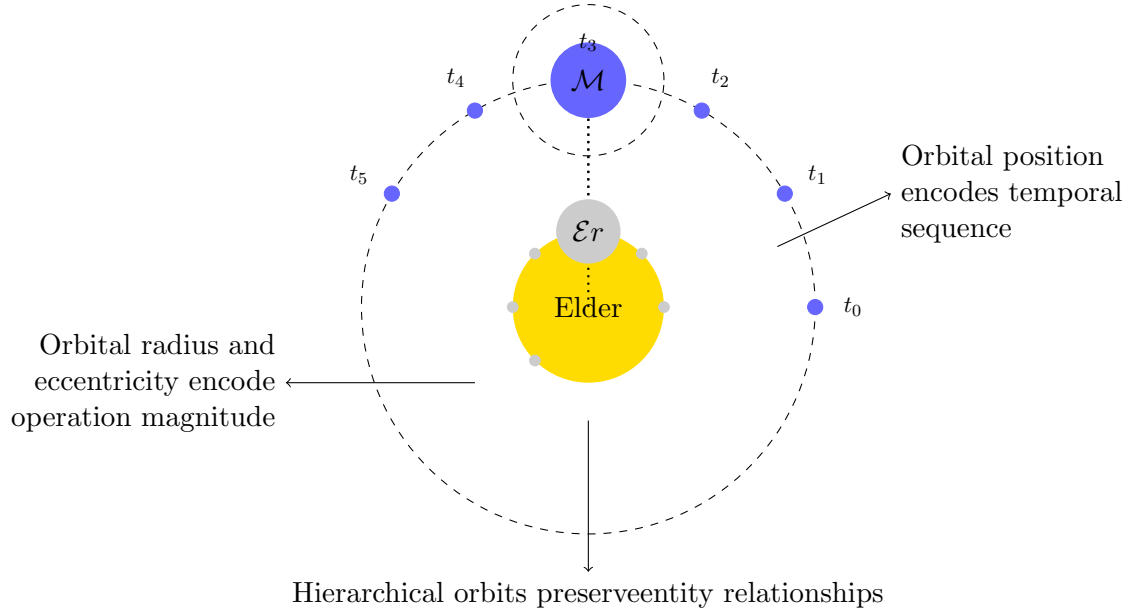 t₃
ℳ
t₄
t₂
t₅
t₁
Orbital position
encodes temporal
sequence
ℰr
Elder
t₀
Orbital radius and
eccentricity encode
operation magnitude
Hierarchical orbits preserveentity relationships